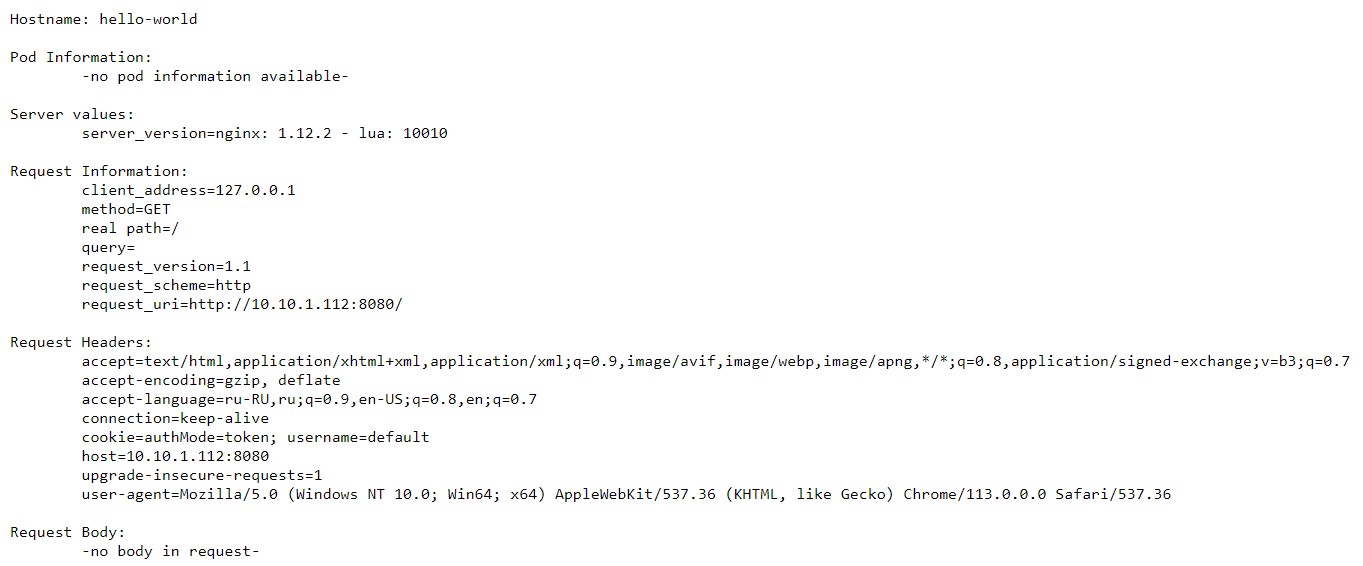 Hostname: hello-world
Pod Information:
-no pod information available-
Server values:
server_version=nginx: 1.12.2 - lua: 10010
Request Information:
client_address=127.0.0.1
method=GET
real path=/
query=
request_version=1.1
request_scheme=http
request_uri=http://10.10.1.112:8080/
Request Headers:
accept=text/html,application/xhtml+xml,application/xml;q=0.9,image/avif,image/webp,image/apng,*/*;q=0.8,application/signed-exchange;v=b3;q=0.7
accept-encoding=gzip, deflate
accept-language=ru-RU,ru;q=0.9,en-US;q=0.8,en;q=0.7
connection=keep-alive
cookie=authMode=token; username=default
host=10.10.1.112:8080
upgrade-insecure-requests=1
user-agent=Mozilla/5.0 (Windows NT 10.0; Win64; x64) AppleWebKit/537.36 (KHTML, like Gecko) Chrome/113.0.0.0 Safari/537.36
Request Body:
-no body in request-